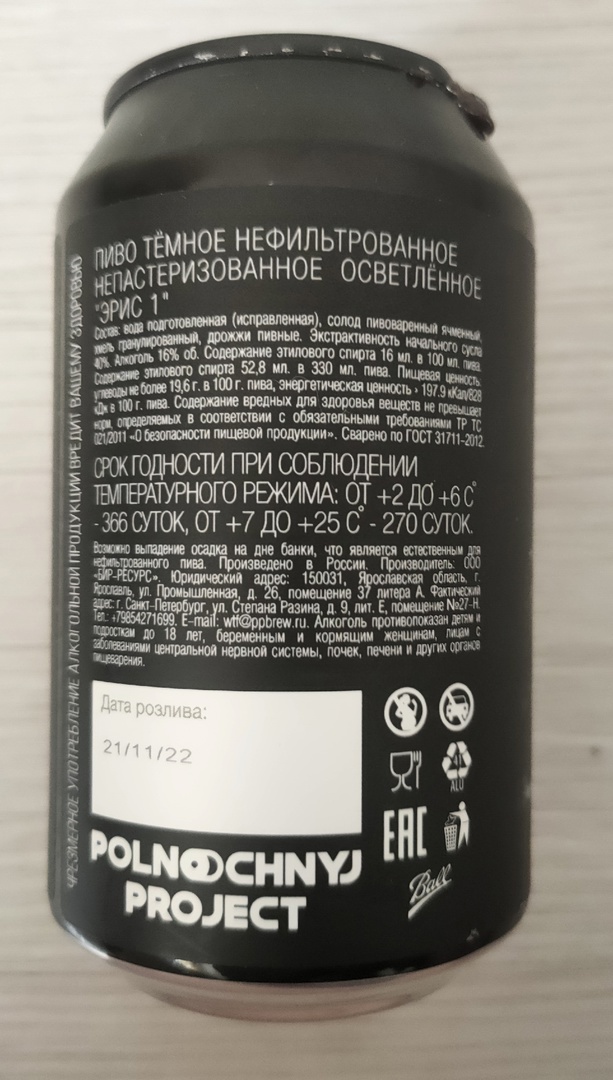 ПИВО ТЁМНОЕ НЕФИЛЬТРОВАННОЕ
НЕПАСТЕРИЗОВАННОЕ ОСВЕТЛЁННОЕ
"ЭРИС 1"
Состав: вода подготовленная (исправленная), солод пивоваренный ячменный,
хмель гранулированный, дрожжи пивные. Экстрактивность начального сусла
40%. Алкоголь 16% об. Содержание этилового спирта 16 мл. в 100 мл. пива.
Содержание этилового спирта 52,8 мл. в 330 мл. пива. Пищевая ценность:
углеводы не более 19,6 г. в 100 г. пива, энергетическая ценность › 197.9 кКал/828
кДж в 100 г. пива. Содержание вредных для здоровья веществ не превышает
норм, определяемых в соответствии с обязательными требованиями ТР ТС
021/2011 «О безопасности пищевой продукции». Сварено по ГОСТ 31711-2012
СРОК ГОДНОСТИ ПРИ СОБЛЮДЕНИИ
ТЕМПЕРАТУРНОГО РЕЖИМА: ОТ +2 ДО +6 С°
- 366 СУТОК, ОТ +7 ДО +25 С° - 270 СУТОК.
Возможно выпадение осадка на дне банки, что является естественным для
нефильтрованного пива. Произведено в России. Производитель: ООО
«БИР-РЕСУРС». Юридический адрес: 150031, Ярославская область, г.
Ярославль, ул. Промышленная, д. 26, помещение 37 литера А. Фактический
адрес: г. Санкт-Петербург, ул. Степана Разина, д. 9, лит. Е, помещение №27-Н.
Тел.: +79854271699. E-mail: wtf@ppbrew.ru. Алкоголь противопоказан детям и
подросткам до 18 лет, беременным и кормящим женщинам, лицам с
заболеваниями центральной нервной системы, почек, печени и других органов
пищеварения.
ЧРЕЗМЕРНОЕ УПОТРЕБЛЕНИЕ АЛКОГОЛЬНОЙ ПРОДУКЦИИ ВРЕДИТ ВАШЕМУ ЗДОРОВЬЮ
Дата розлива:
21/11/22
41
ALU
EAC
Ball
POLNOOCHNYJ
PROJECT